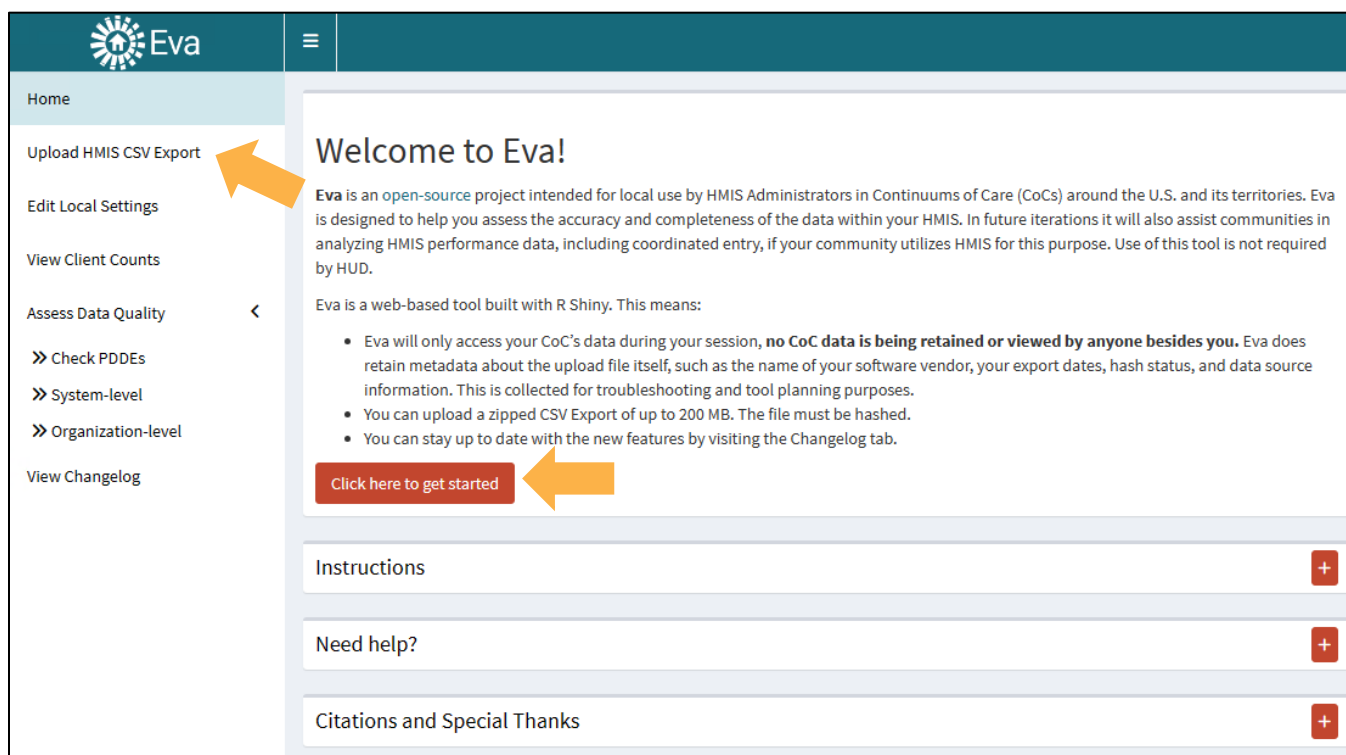 Eva
Home
Upload HMIS CSV Export
Edit Local Settings
View Client Counts
Assess Data Quality
Check PDDEs
System-level
Organization-level
View Changelog
Welcome to Eva!
Eva is an open-source project intended for local use by HMIS Administrators in Continuums of Care (CoCs) around the U.S. and its territories. Eva
is designed to help you assess the accuracy and completeness of the data within your HMIS. In future iterations it will also assist communities in
analyzing HMIS performance data, including coordinated entry, if your community utilizes HMIS for this purpose. Use of this tool is not required
by HUD.
Eva is a web-based tool built with R Shiny. This means:
• Eva will only access your CoC’s data during your session, no CoC data is being retained or viewed by anyone besides you. Eva does
retain metadata about the upload file itself, such as the name of your software vendor, your export dates, hash status, and data source
information. This is collected for troubleshooting and tool planning purposes.
• You can upload a zipped CSV Export of up to 200 MB. The file must be hashed.
• You can stay up to date with the new features by visiting the Changelog tab.
Click here to get started
Instructions
Need help?
Citations and Special Thanks